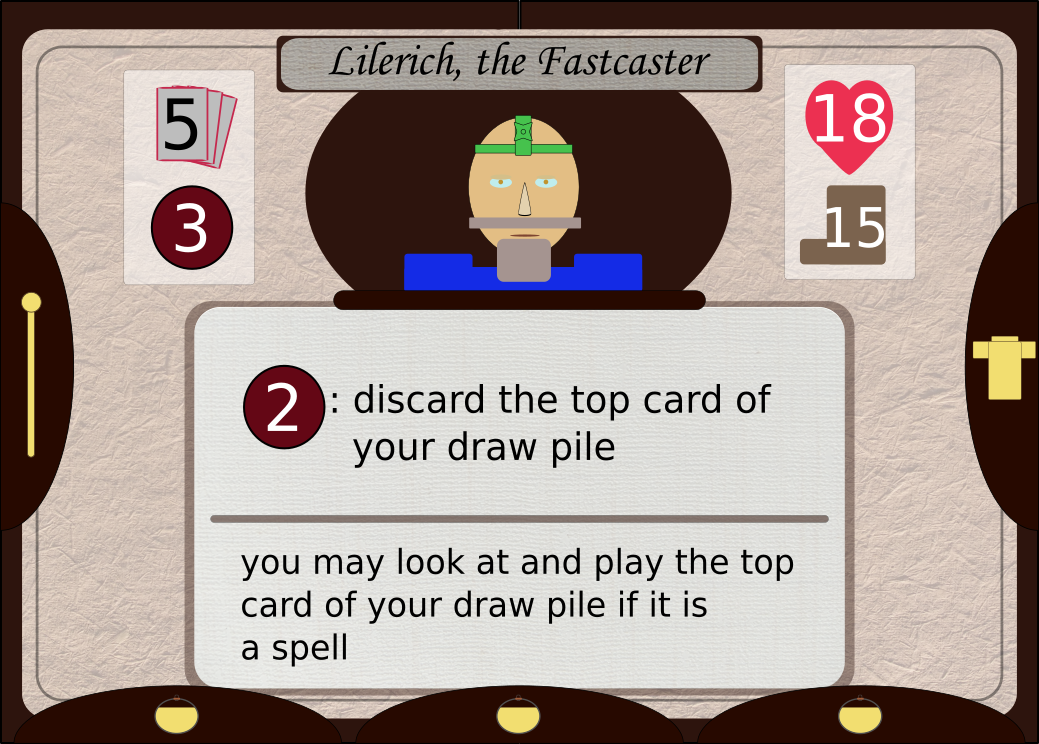 Lilerich, the Fastcaster
5
3
18
15
2 : discard the top card of
your draw pile
you may look at and play the top
card of your draw pile if it is
a spell